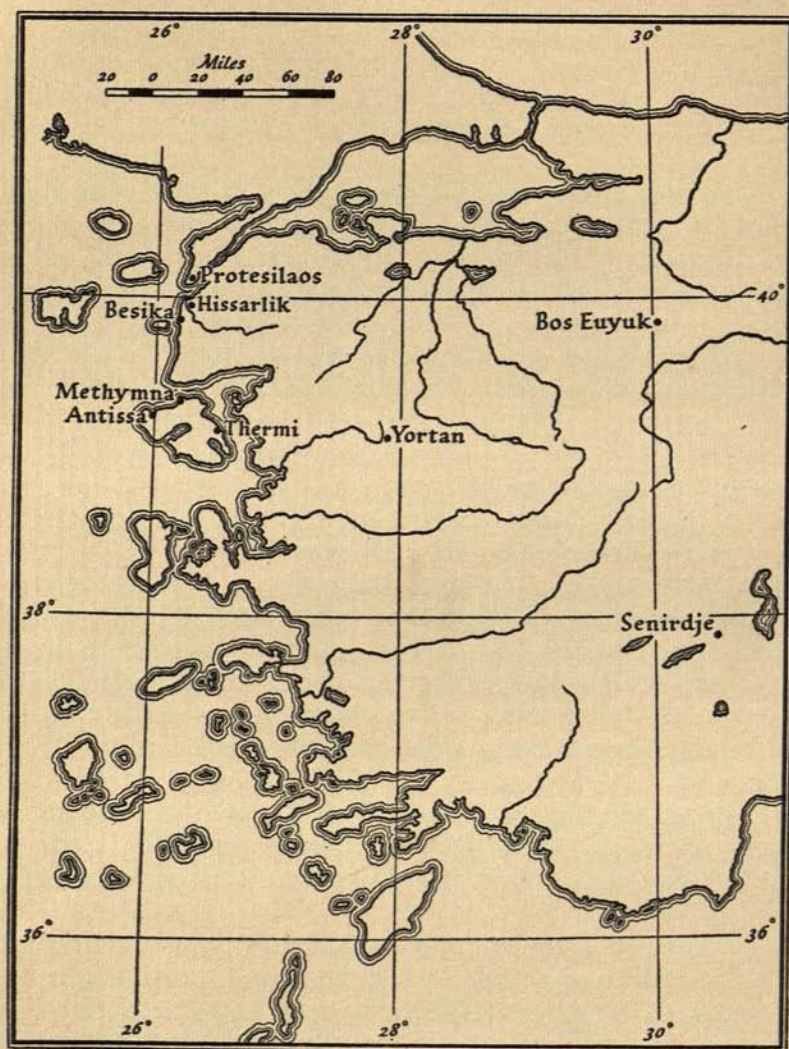 26° 28° 30°
Miles
20 0 20 40 60 80
Protesilaos
Hissarlik
40°
Besika
Bos Euyuk
Methymna
Antissa
Thermi
Yortan
38°
Senirdje
36° 36°
26° 28° 30°